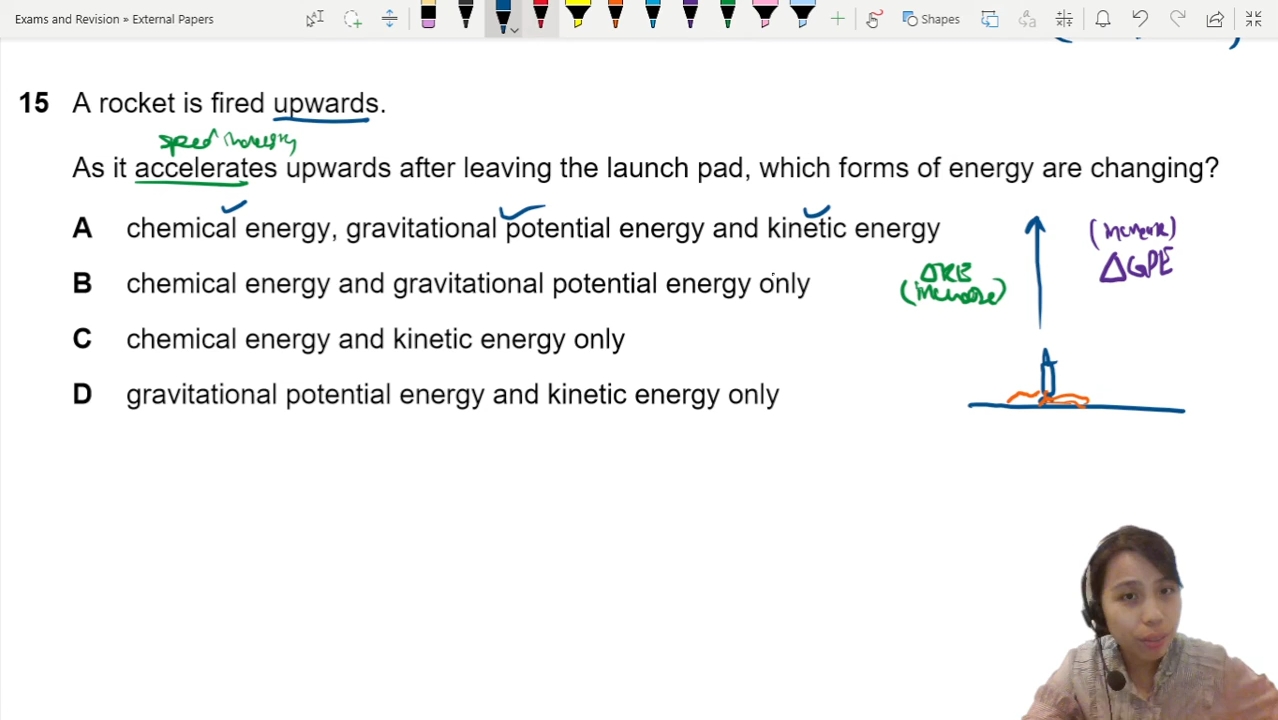 Exams and Revision » External Papers
Shapes
15 A rocket is fired upwards.
speed increasing
As it accelerates upwards after leaving the launch pad, which forms of energy are changing?
A chemical energy, gravitational potential energy and kinetic energy
B chemical energy and gravitational potential energy only
C chemical energy and kinetic energy only
D gravitational potential energy and kinetic energy only
ΔKE
(increase)
(increase)
ΔGPE